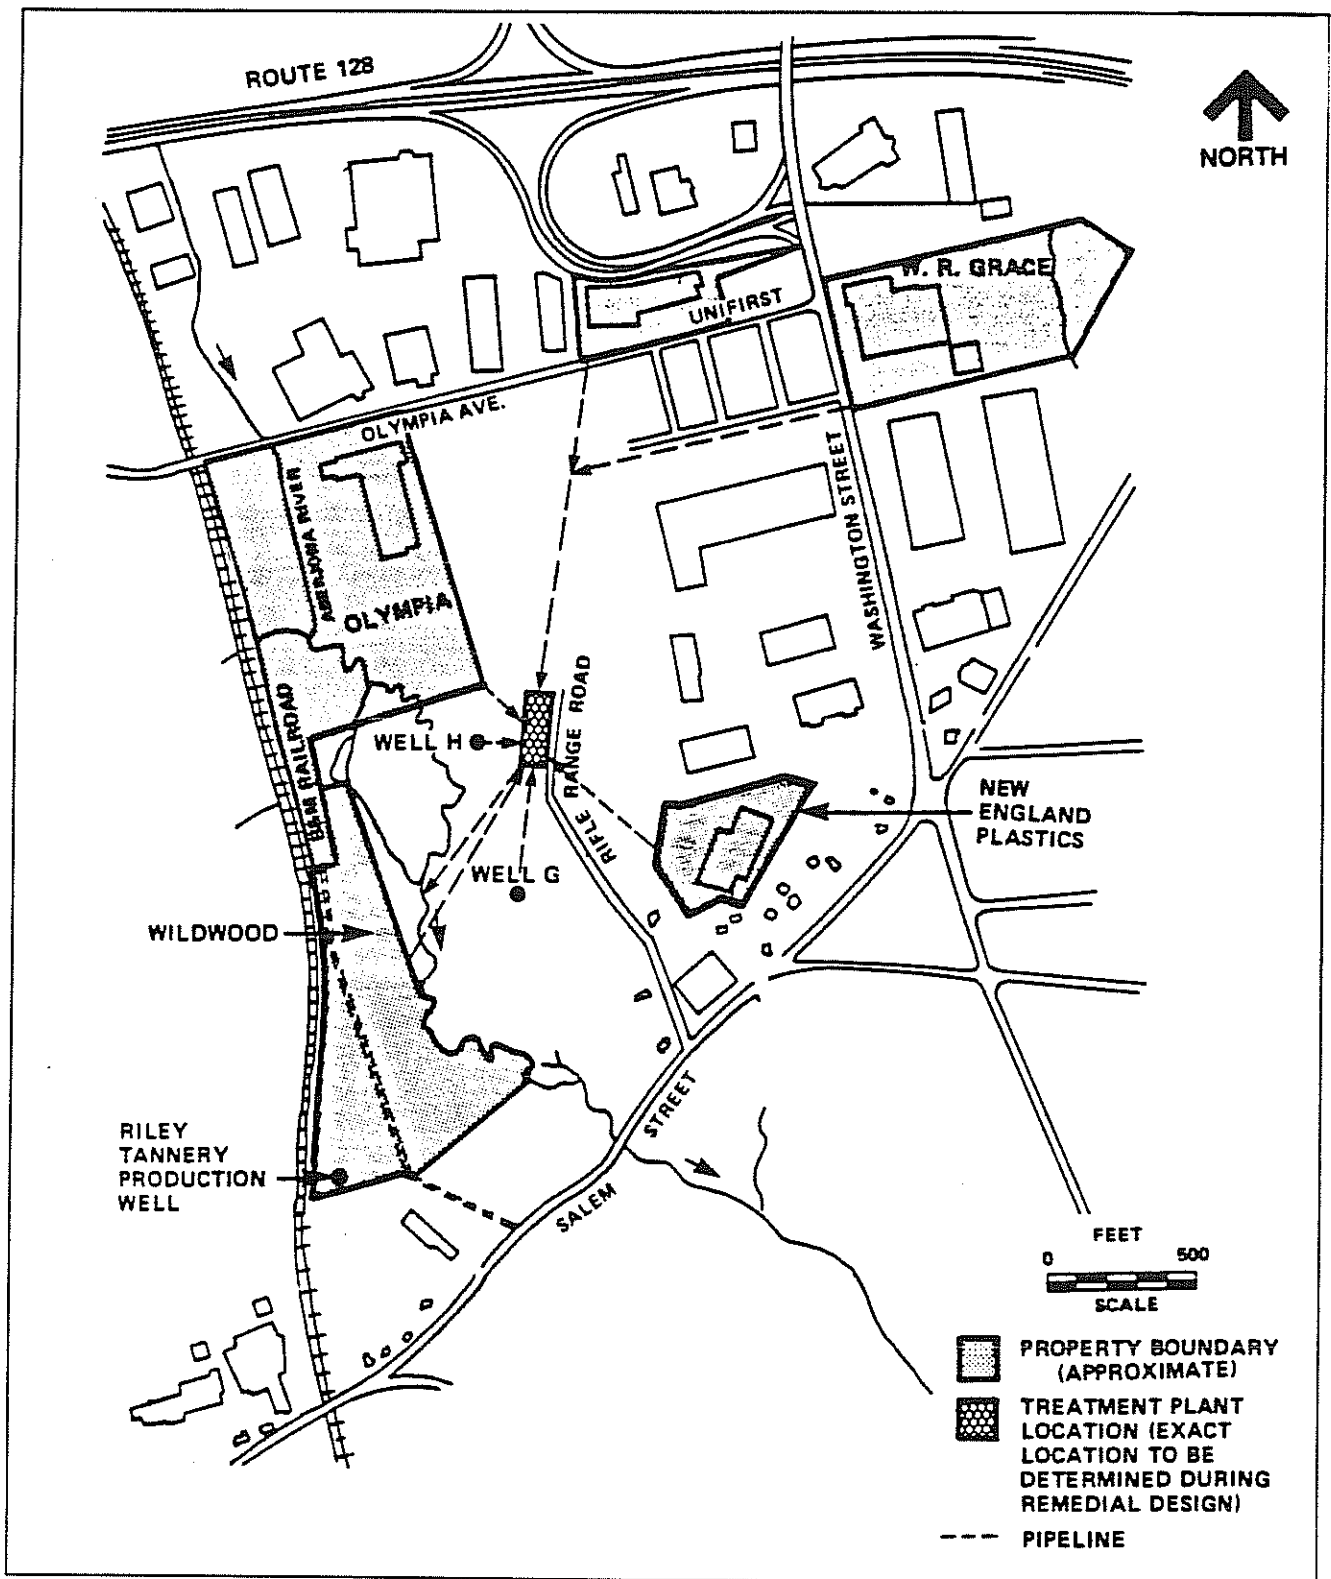 ROUTE 128
NORTH
W. R. GRACE
UNIFIRST
OLYMPIA AVE.
ABERJONA RIVER
WASHINGTON STREET
OLYMPIA
B&M RAILROAD
WELL H
RIFLE RANGE ROAD
NEW
ENGLAND
PLASTICS
WELL G
WILDWOOD
RILEY
TANNERY
PRODUCTION
WELL
SALEM STREET
FEET
0 500
SCALE
PROPERTY BOUNDARY
(APPROXIMATE)
TREATMENT PLANT
LOCATION (EXACT
LOCATION TO BE
DETERMINED DURING
REMEDIAL DESIGN)
PIPELINE